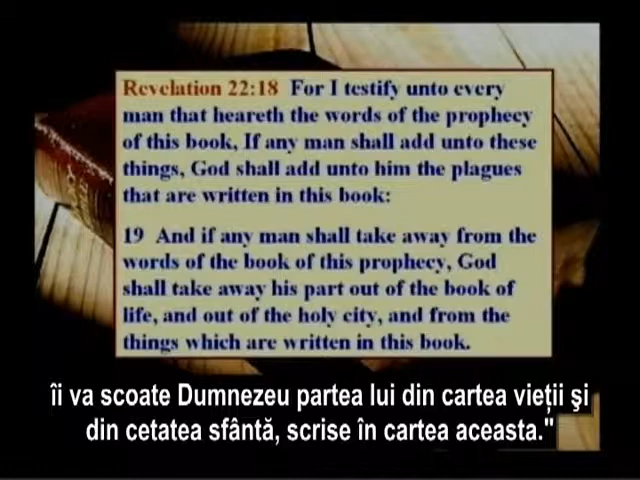 Revelation 22:18 For I testify unto every
man that heareth the words of the prophecy
of this book, If any man shall add unto these
things, God shall add unto him the plagues
that are written in this book:
19 And if any man shall take away from the
words of the book of this prophecy, God
shall take away his part out of the book of
life, and out of the holy city, and from the
things which are written in this book.
îi va scoate Dumnezeu partea lui din cartea vieții şi
din cetatea sfântă, scrise în cartea aceasta."